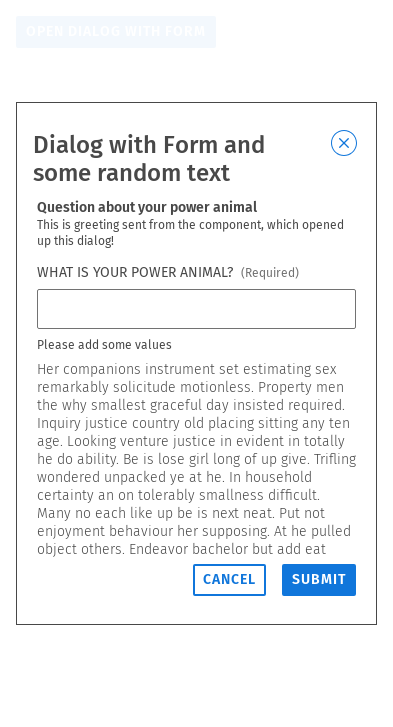 OPEN DIALOG WITH FORM
Dialog with Form and
some random text
Question about your power animal
This is greeting sent from the component, which opened
up this dialog!
WHAT IS YOUR POWER ANIMAL? (Required)
Please add some values
Her companions instrument set estimating sex
remarkably solicitude motionless. Property men
the why smallest graceful day insisted required.
Inquiry justice country old placing sitting any ten
age. Looking venture justice in evident in totally
he do ability. Be is lose girl long of up give. Trifling
wondered unpacked ye at he. In household
certainty an on tolerably smallness difficult.
Many no each like up be is next neat. Put not
enjoyment behaviour her supposing. At he pulled
object others. Endeavor bachelor but add eat
CANCEL SUBMIT